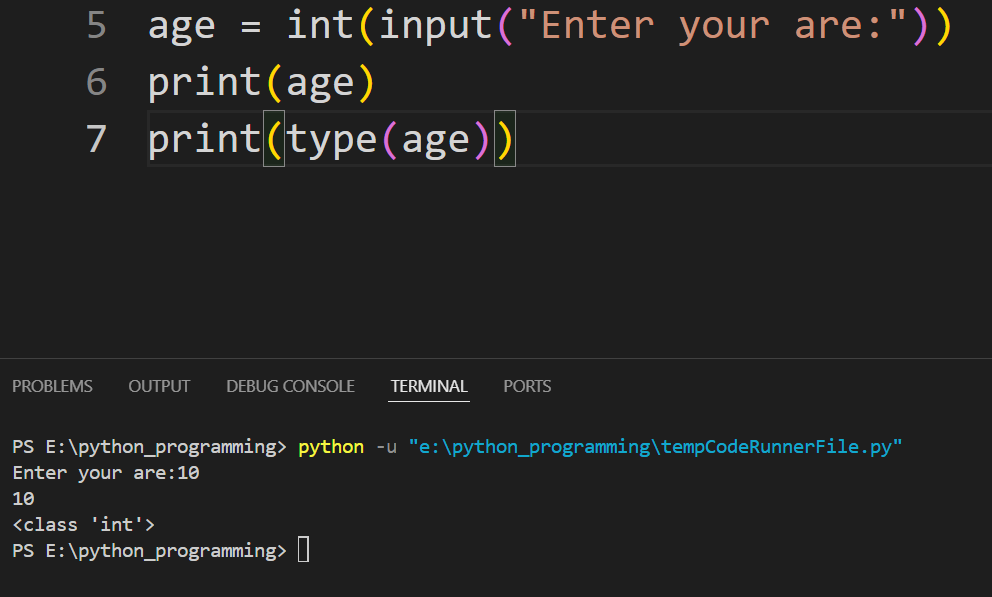 5 age = int(input("Enter your are:"))
6 print(age)
7 print(type(age))
PROBLEMS OUTPUT DEBUG CONSOLE TERMINAL PORTS
PS E:\python_programming> python -u "e:\python_programming\tempCodeRunnerFile.py"
Enter your are:10
10
<class 'int'>
PS E:\python_programming>